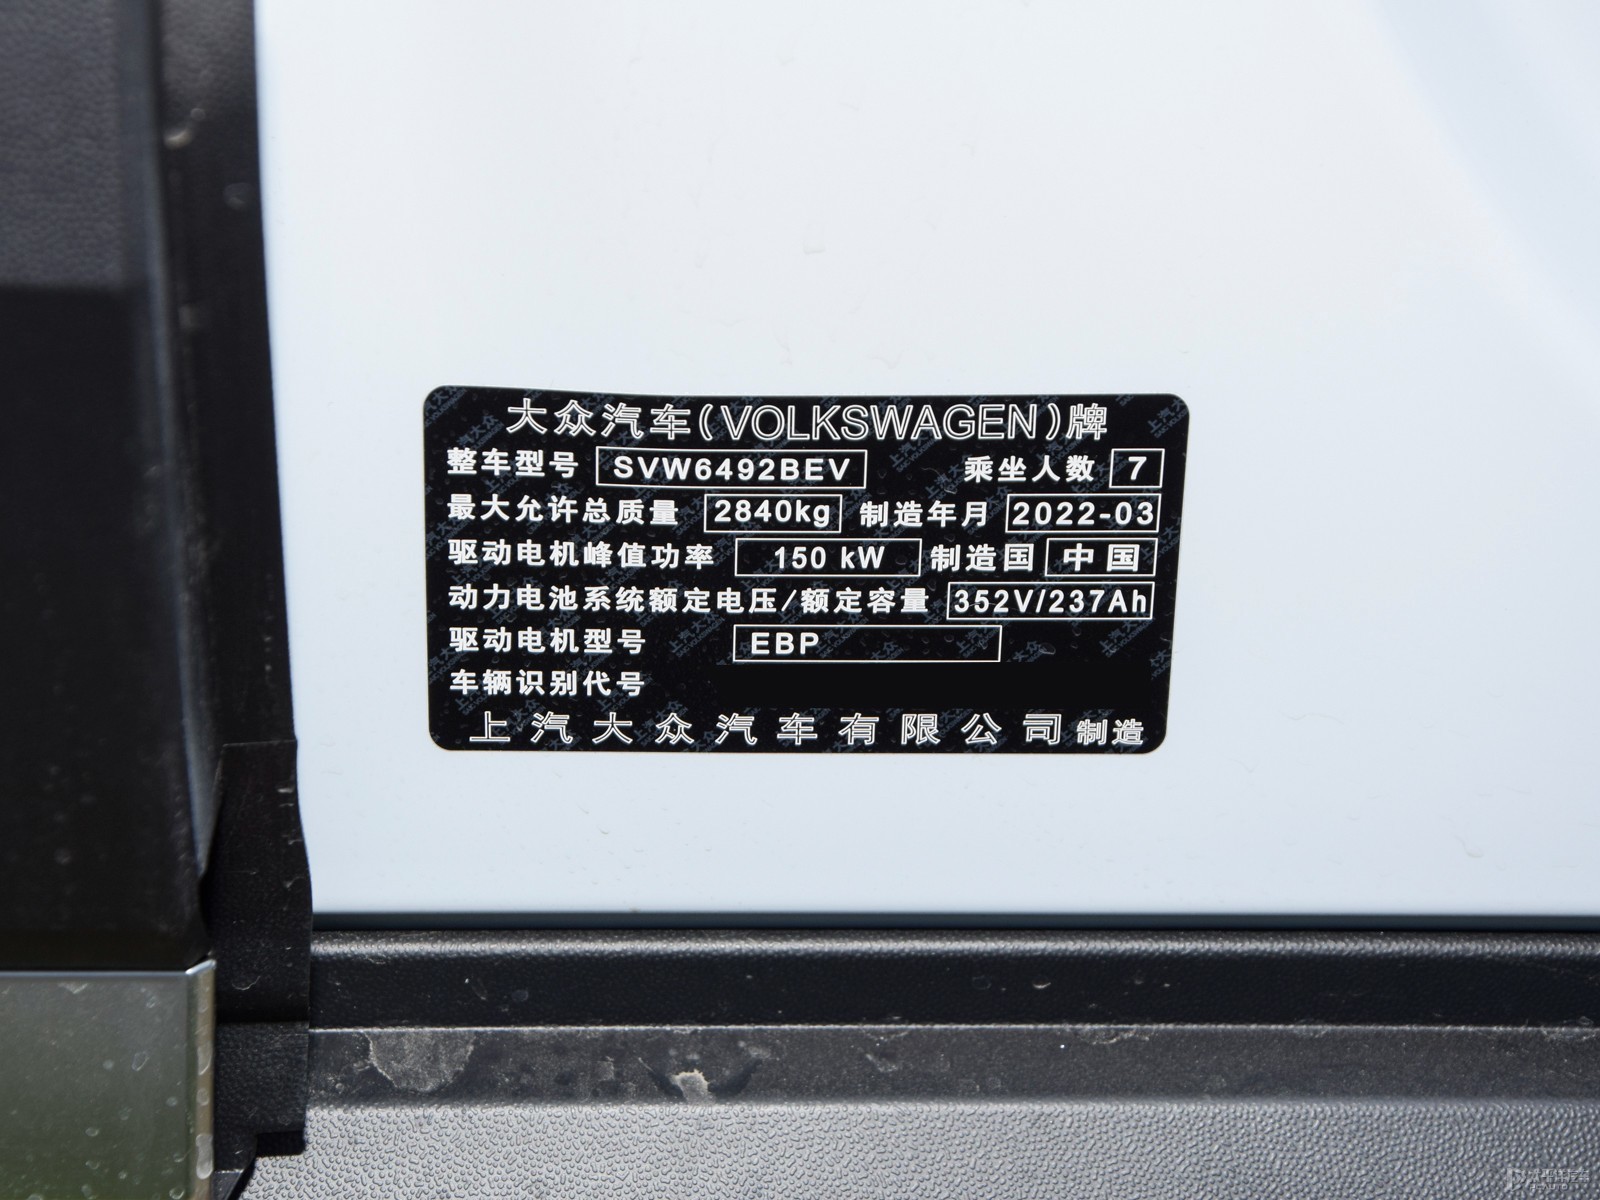 大众汽车(VOLKSWAGEN)牌
整车型号 SVW6492BEV 乘坐人数 7
最大允许总质量 2840kg 制造年月 2022-03
驱动电机峰值功率 150 kW 制造国 中国
动力电池系统额定电压/额定容量 352V/237Ah
驱动电机型号 EBP
车辆识别代号
上汽大众汽车有限公司制造